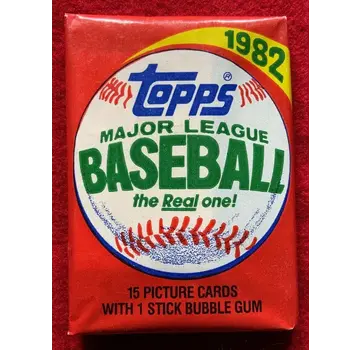 1982
topps®
MAJOR LEAGUE
BASEBALL
the Real one!
15 PICTURE CARDS
WITH 1 STICK BUBBLE GUM